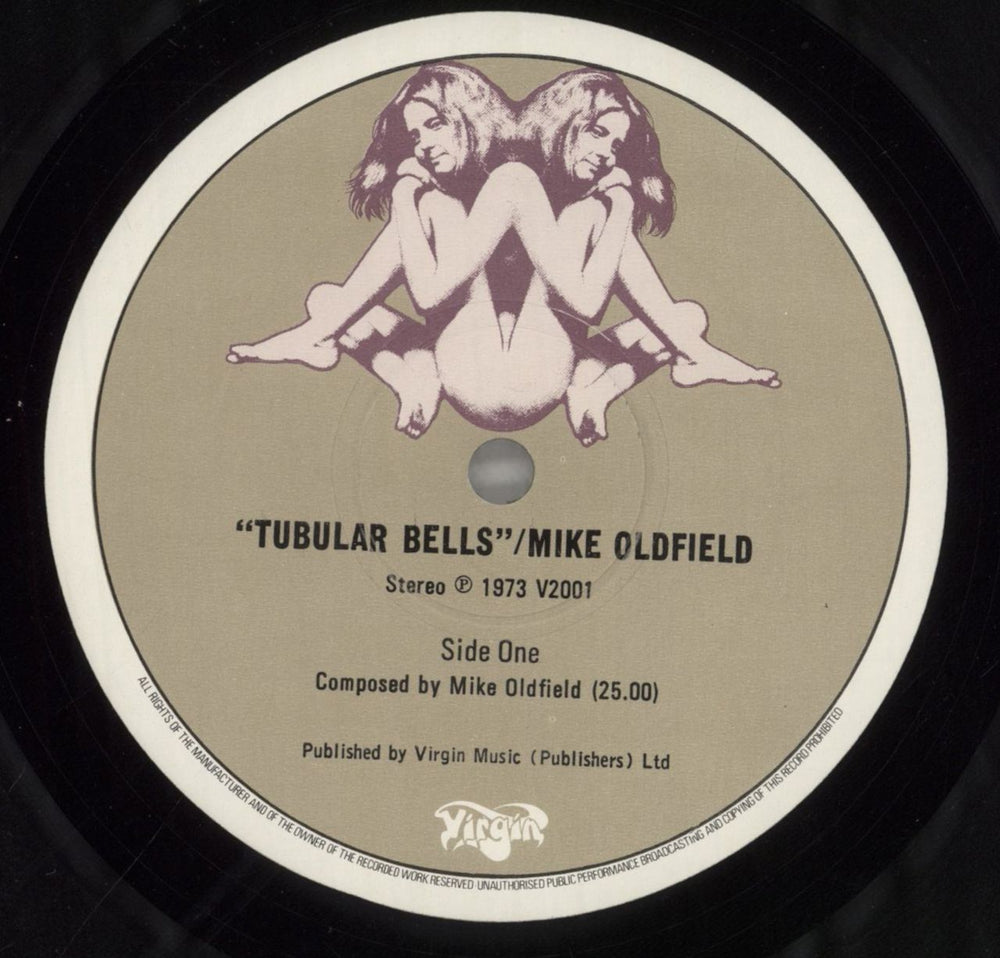 “TUBULAR BELLS”/MIKE OLDFIELD
Stereo ℗ 1973 V2001
Side One
Composed by Mike Oldfield (25.00)
Published by Virgin Music (Publishers) Ltd
Virgin
ALL RIGHTS OF THE MANUFACTURER AND OF THE OWNER OF THE RECORDED WORK RESERVED UNAUTHORISED PUBLIC PERFORMANCE BROADCASTING AND COPYING OF THIS RECORD PROHIBITED